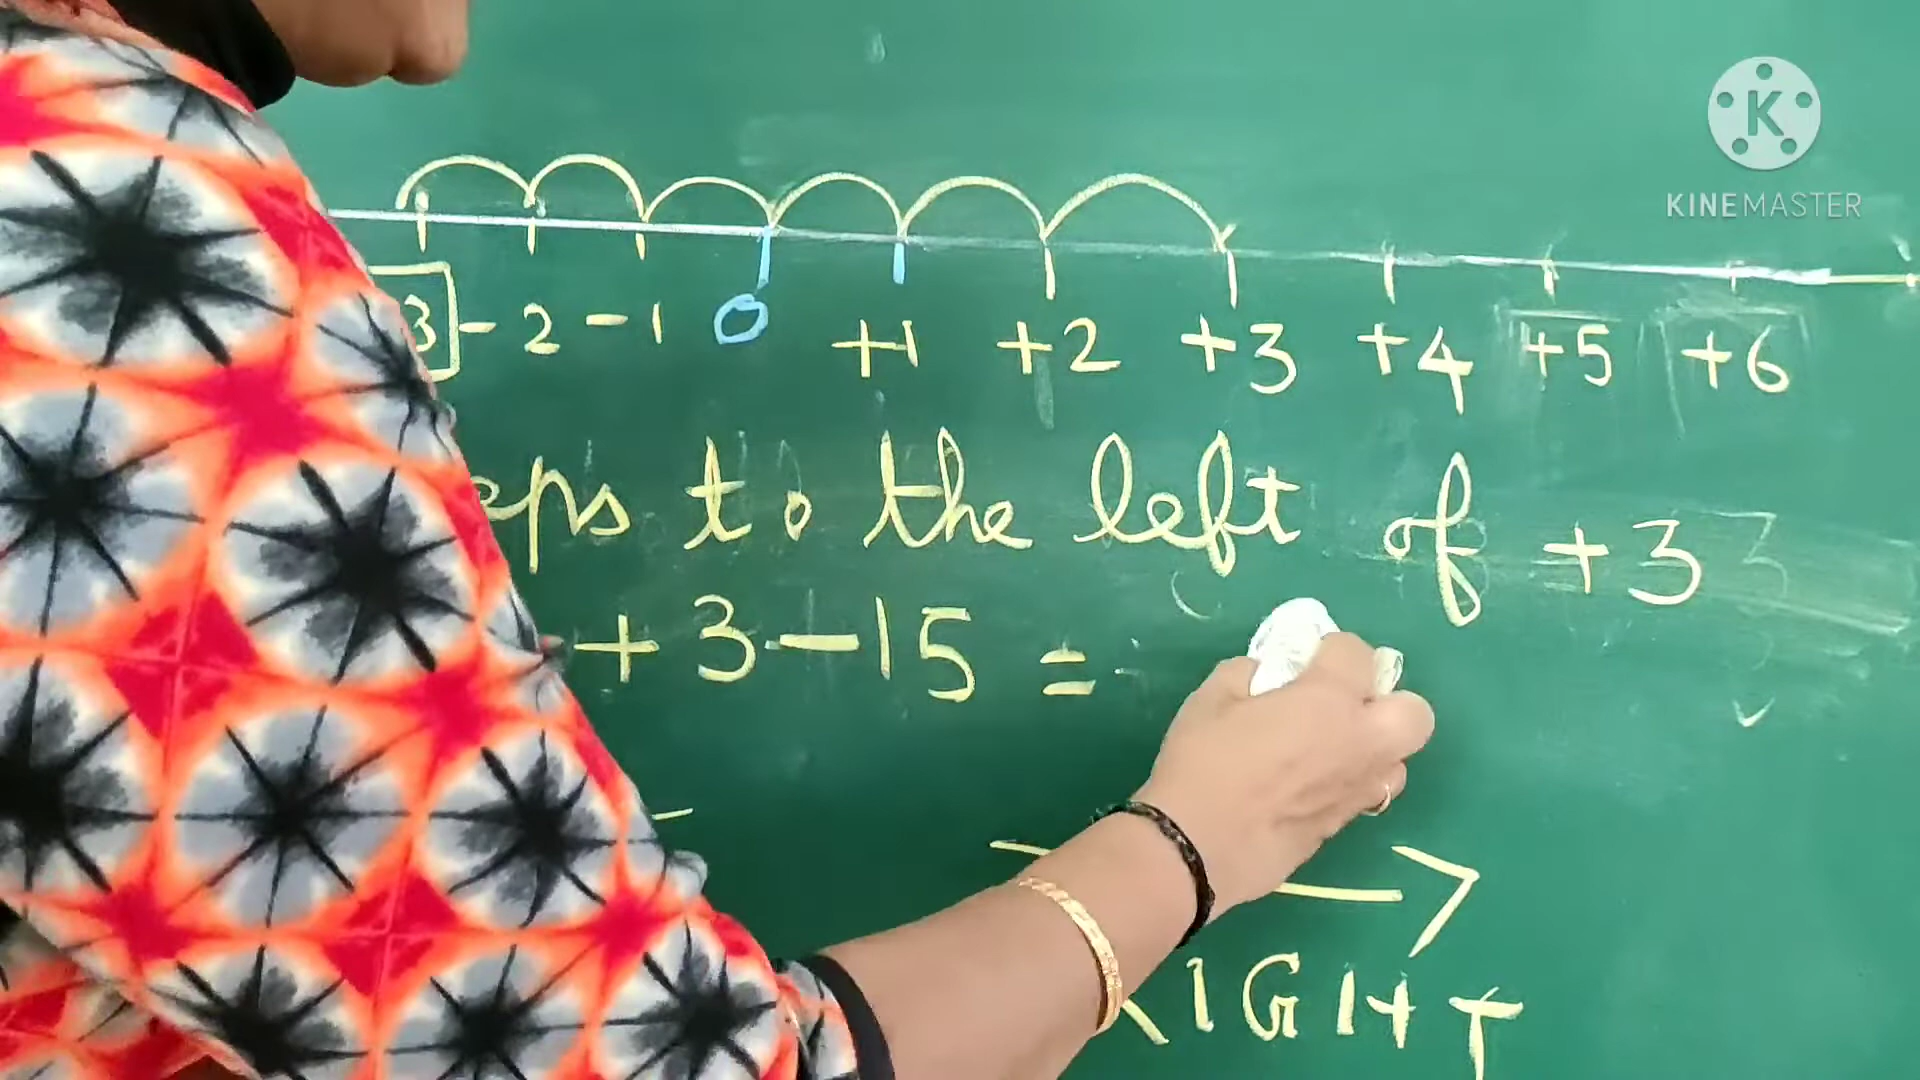 3 - 2 - 1 0 +1 +2 +3 +4 +5 +6
eps to the left of +3
+ 3 - 15 =
RIGHT
K
KINEMASTER